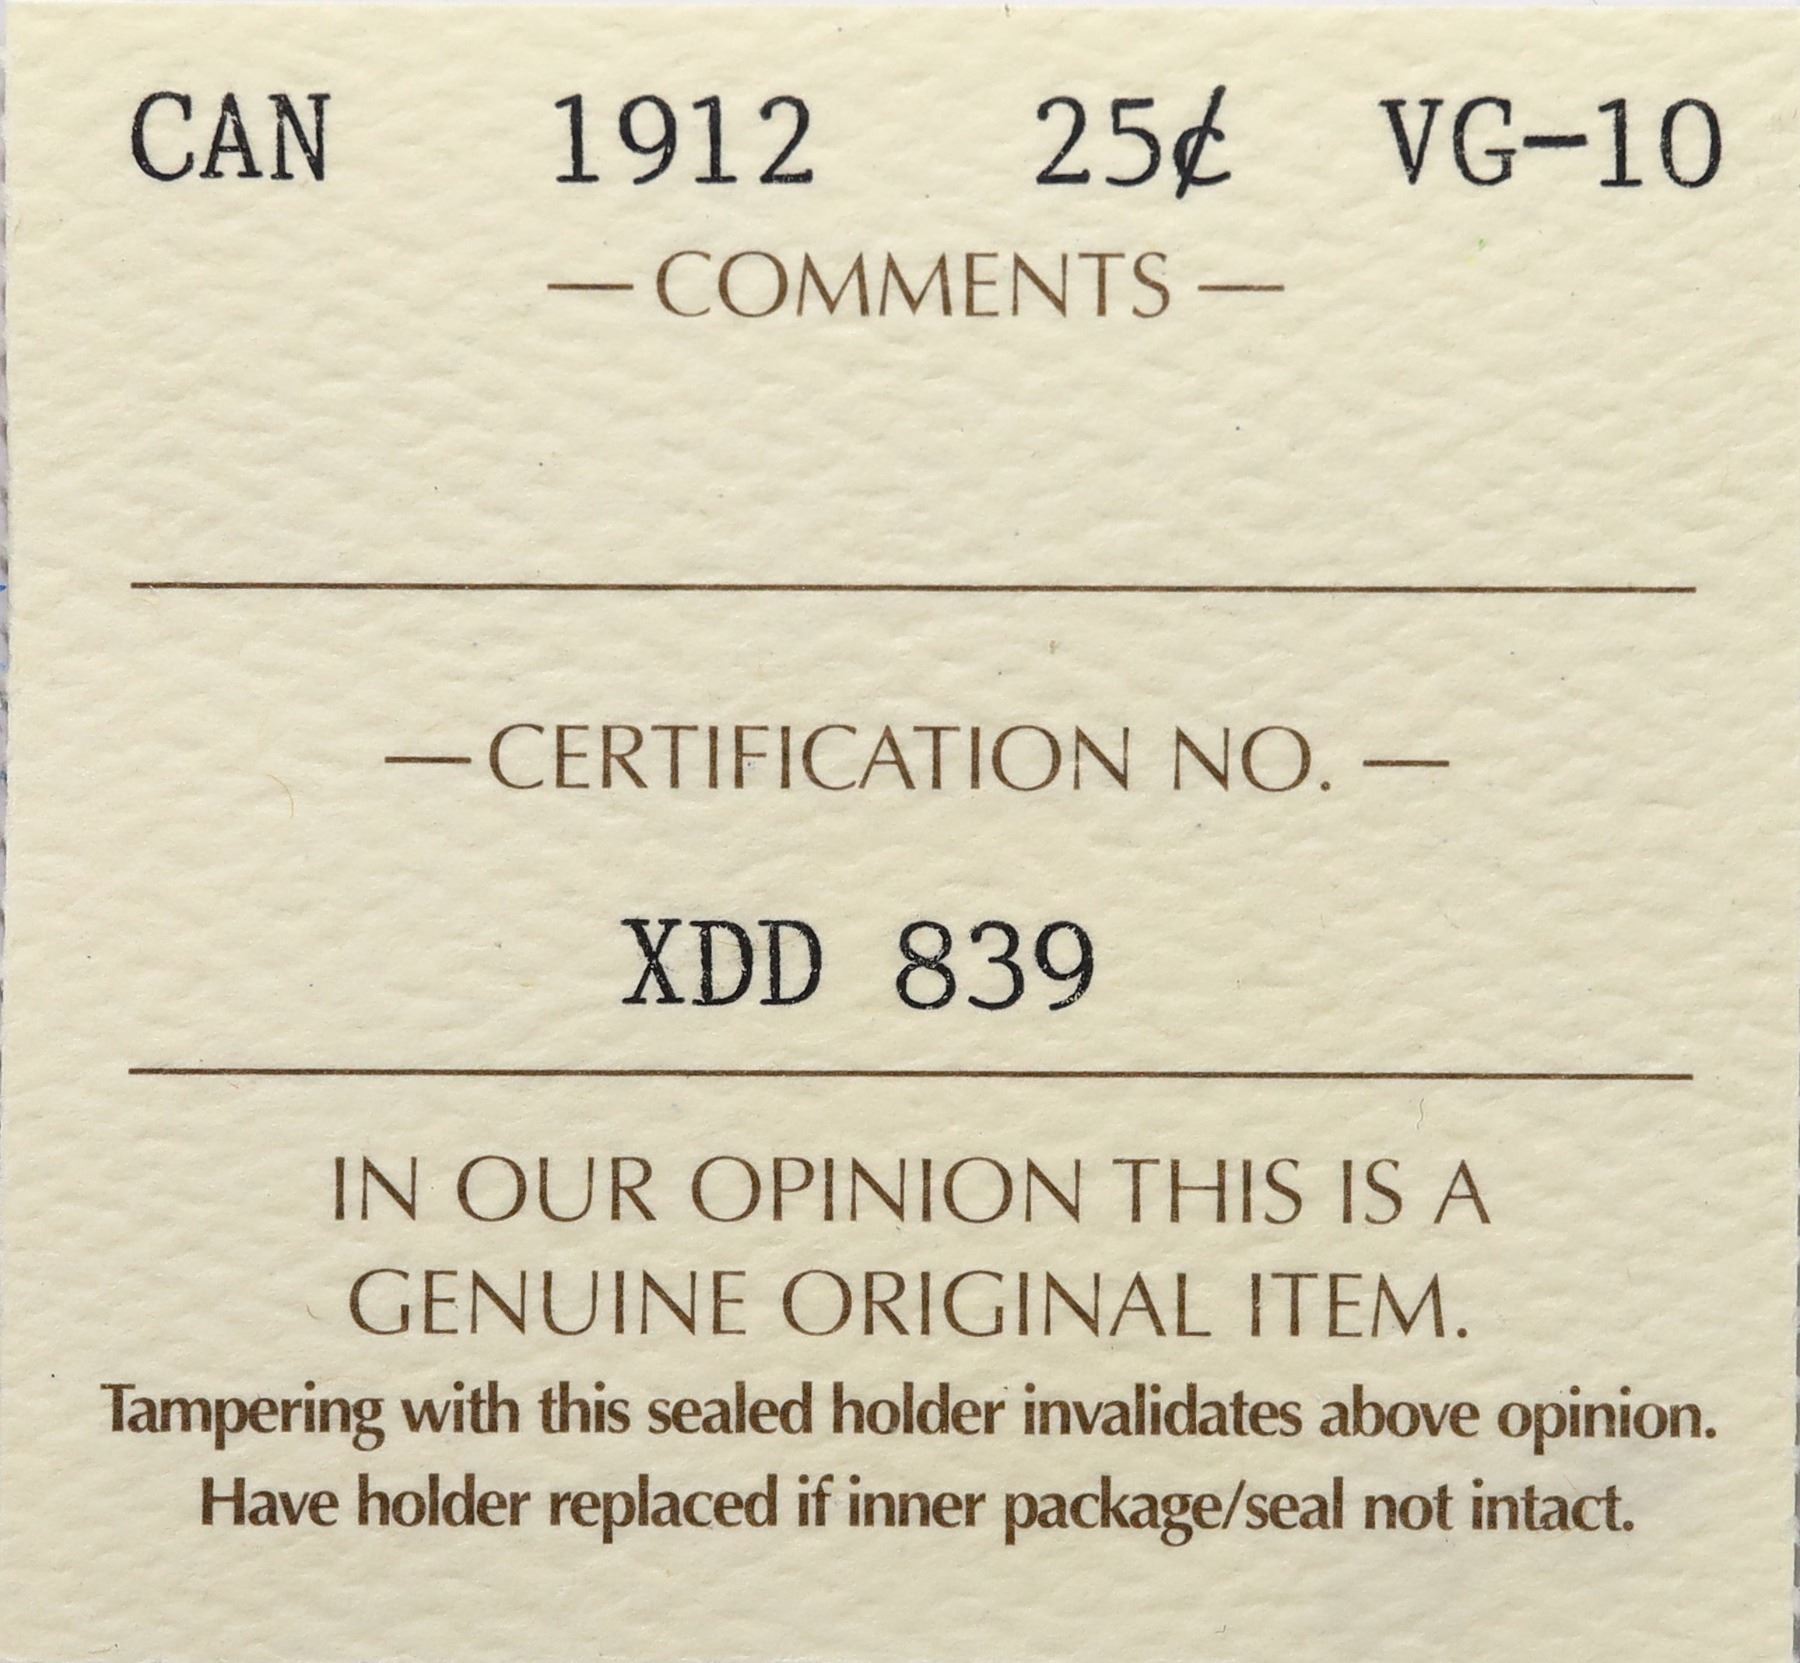 CAN 1912 25¢ VG-10
— COMMENTS —
— CERTIFICATION NO. —
XDD 839
IN OUR OPINION THIS IS A
GENUINE ORIGINAL ITEM.
Tampering with this sealed holder invalidates above opinion.
Have holder replaced if inner package/seal not intact.